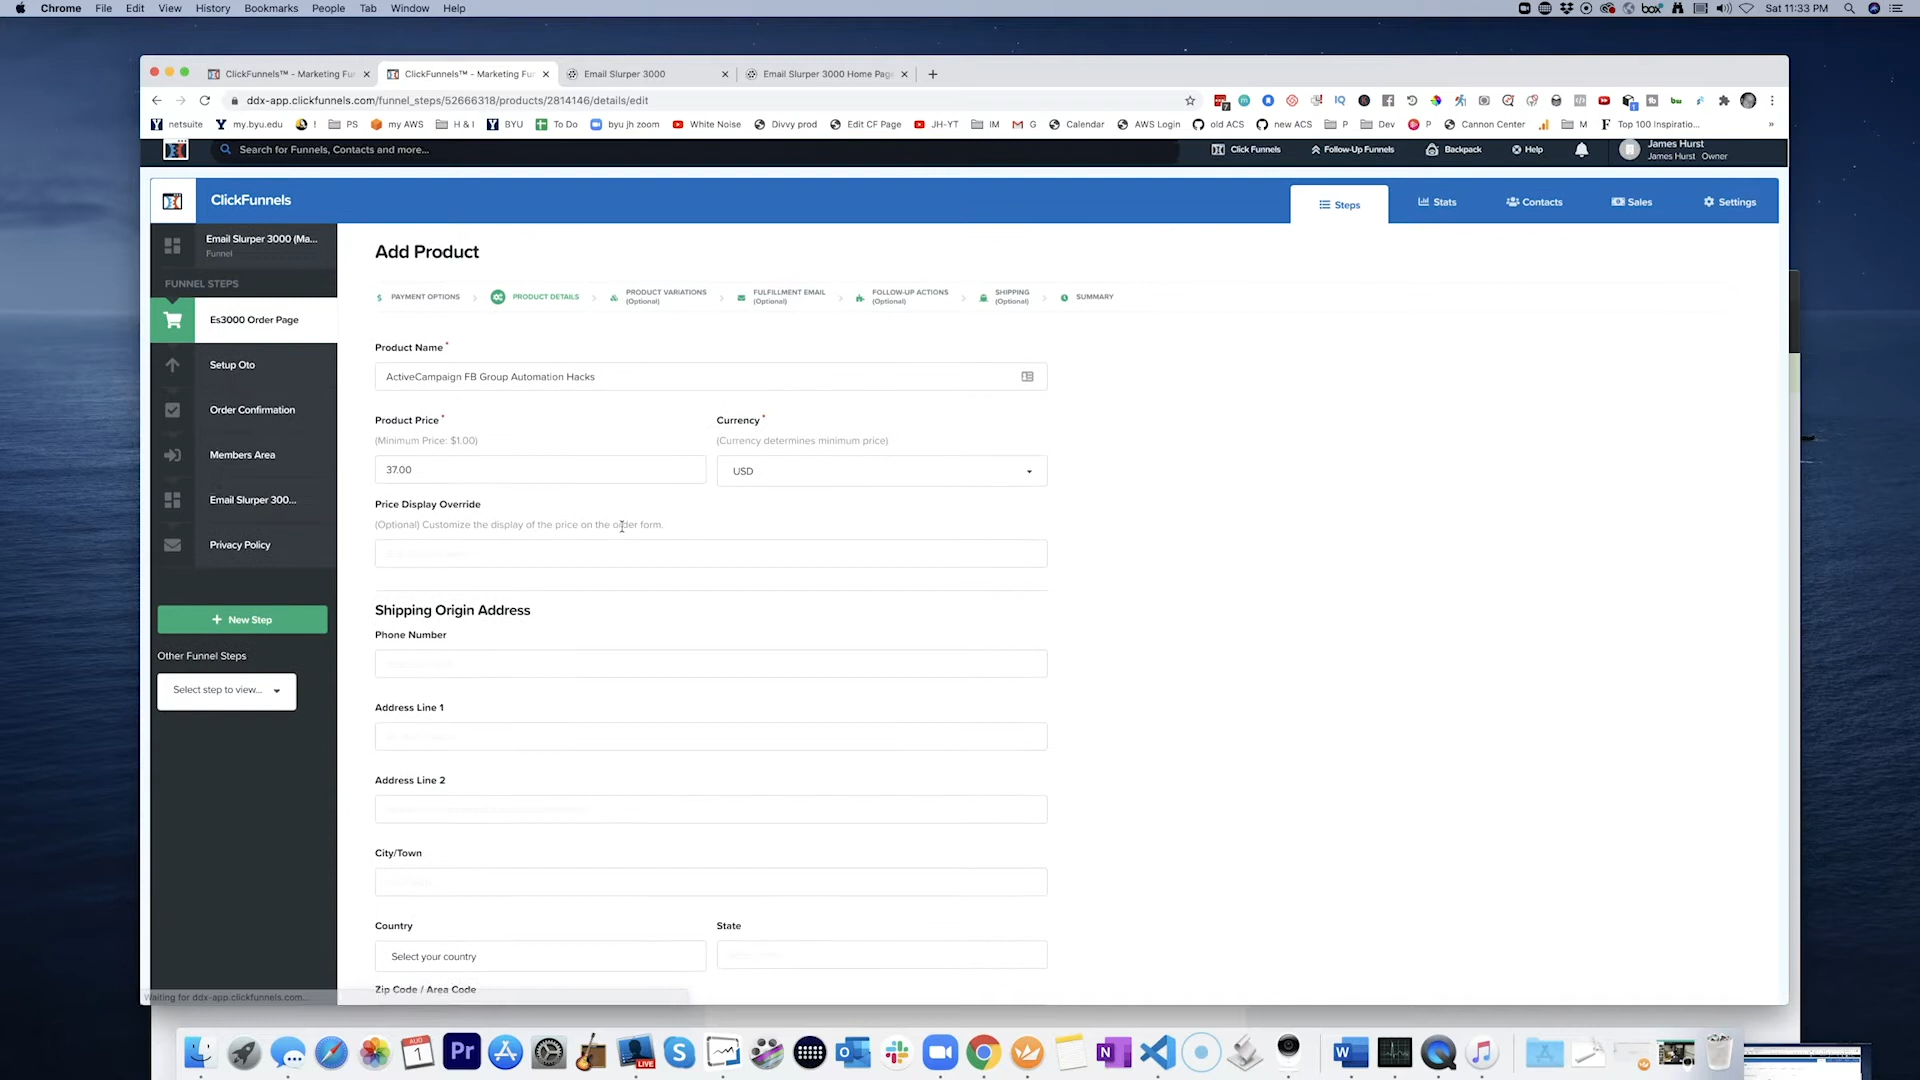 Chrome File Edit View History Bookmarks People Tab Window Help
box
Sat 11:33 PM
ClickFunnels™ - Marketing Fun
ClickFunnels™ - Marketing Fun
Email Slurper 3000
Email Slurper 3000 Home Page
ddx-app.clickfunnels.com/funnel_steps/52666318/products/2814146/details/edit
netsuite
my.byu.edu
!
PS
my AWS
H & I
BYU
To Do
byu jh zoom
White Noise
Divvy prod
Edit CF Page
JH-YT
IM
G
Calendar
AWS Login
old ACS
new ACS
P
Dev
P
Cannon Center
M
Top 100 Inspiratio...
»
Search for Funnels, Contacts and more...
Click Funnels
Follow-Up Funnels
Backpack
Help
James Hurst
James Hurst Owner
ClickFunnels
Steps
Stats
Contacts
Sales
Settings
Email Slurper 3000 (Ma...
Funnel
FUNNEL STEPS
Es3000 Order Page
Setup Oto
Order Confirmation
Members Area
Email Slurper 300...
Privacy Policy
+ New Step
Other Funnel Steps
Select step to view...
Add Product
PAYMENT OPTIONS
PRODUCT DETAILS
PRODUCT VARIATIONS
(Optional)
FULFILLMENT EMAIL
(Optional)
FOLLOW-UP ACTIONS
(Optional)
SHIPPING
(Optional)
SUMMARY
Product Name *
ActiveCampaign FB Group Automation Hacks
Product Price *
(Minimum Price: $1.00)
37.00
Currency *
(Currency determines minimum price)
USD
Price Display Override
(Optional) Customize the display of the price on the order form.
Shipping Origin Address
Phone Number
Address Line 1
Address Line 2
City/Town
Country
Select your country
State
Zip Code / Area Code
Waiting for ddx-app.clickfunnels.com...